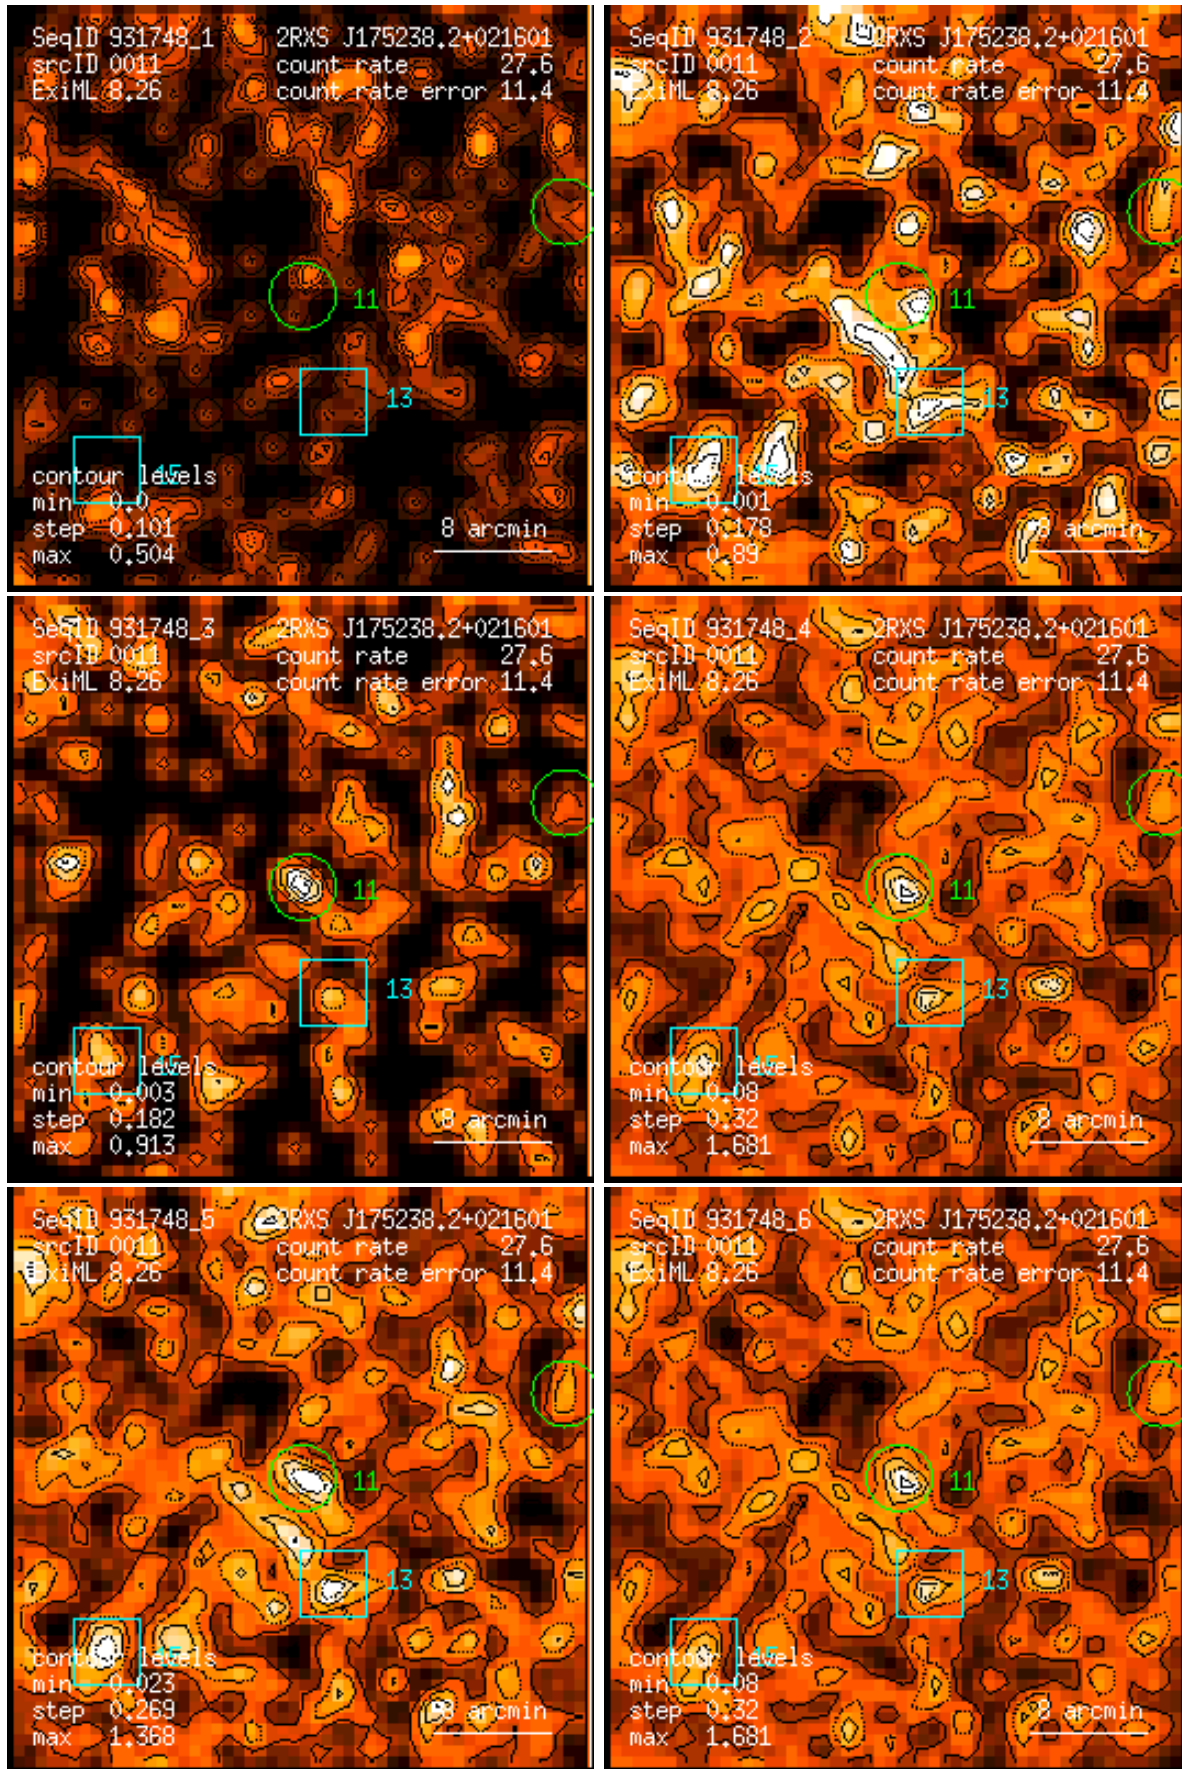 SeqID 931748_1 2RXS J175238.2+021601
srcID 0011 count rate 27.6
ExiML 8.26 count rate error 11.4
11
13
15
contour levels
min 0.0
step 0.101 8 arcmin
max 0.504
SeqID 931748_2 2RXS J175238.2+021601
srcID 0011 count rate 27.6
ExiML 8.26 count rate error 11.4
11
13
15
contour levels
min 0.001
step 0.178 8 arcmin
max 0.89
SeqID 931748_3 2RXS J175238.2+021601
srcID 0011 count rate 27.6
ExiML 8.26 count rate error 11.4
11
13
15
contour levels
min 0.003
step 0.182 8 arcmin
max 0.913
SeqID 931748_4 2RXS J175238.2+021601
srcID 0011 count rate 27.6
ExiML 8.26 count rate error 11.4
11
13
15
contour levels
min 0.08
step 0.32 8 arcmin
max 1.681
SeqID 931748_5 2RXS J175238.2+021601
srcID 0011 count rate 27.6
ExiML 8.26 count rate error 11.4
11
13
15
contour levels
min 0.023
step 0.269 8 arcmin
max 1.368
SeqID 931748_6 2RXS J175238.2+021601
srcID 0011 count rate 27.6
ExiML 8.26 count rate error 11.4
11
13
15
contour levels
min 0.08
step 0.32 8 arcmin
max 1.681